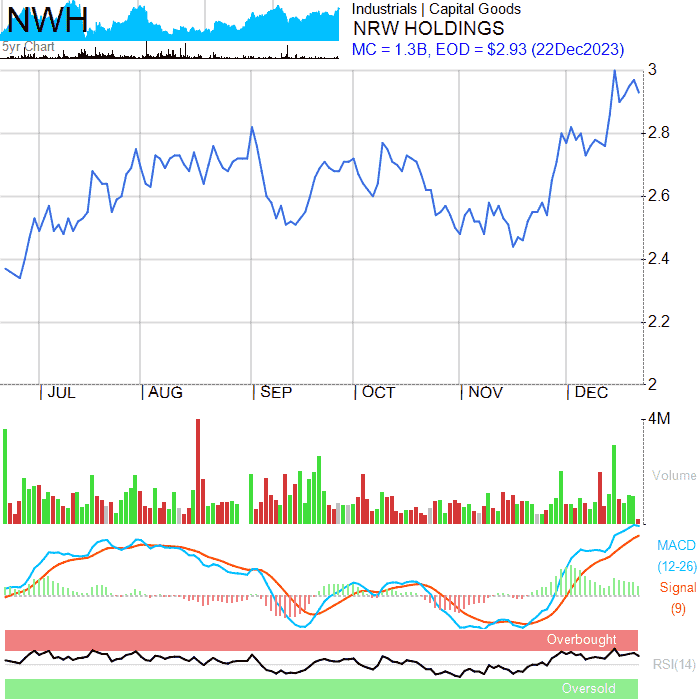 NWH
5yr Chart
Industrials | Capital Goods
NRW HOLDINGS
MC = 1.3B, EOD = $2.93 (22Dec2023)
3
2.8
2.6
2.4
2.2
2
JUL AUG SEP OCT NOV DEC
4M
Volume
MACD
(12-26)
Signal
(9)
Overbought
RSI(14)
Oversold